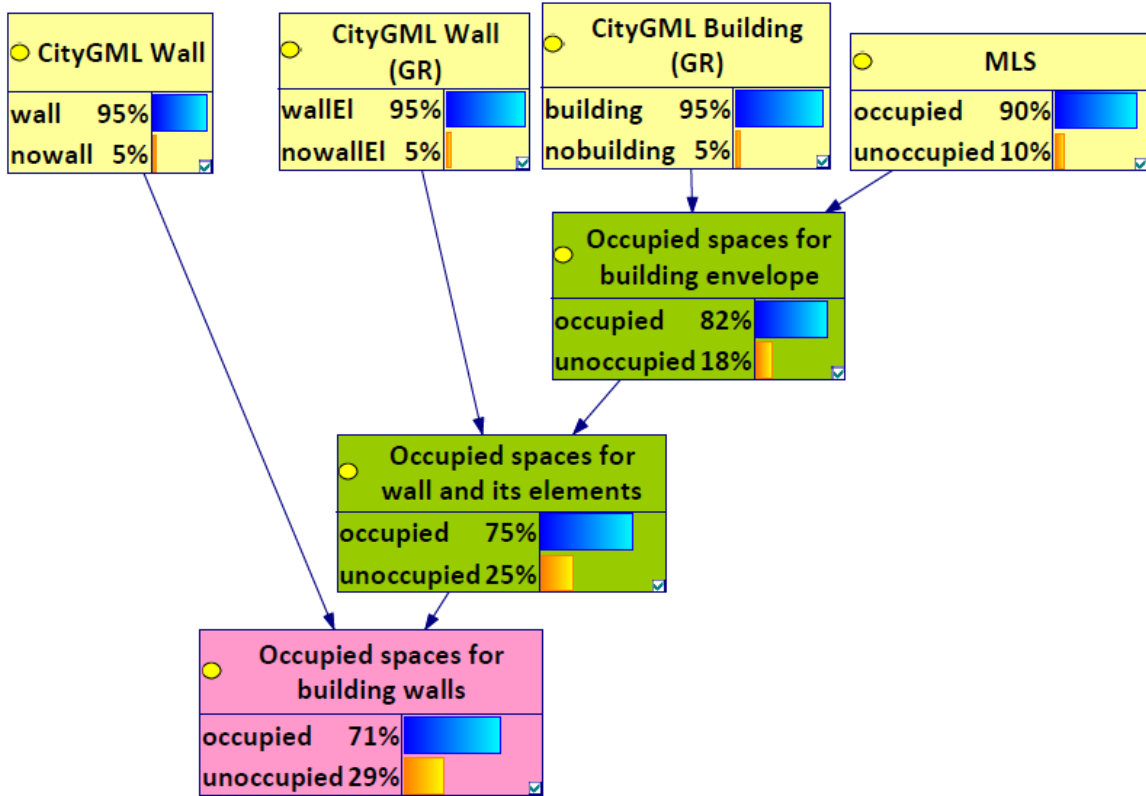 CityGML Wall
wall 95%
nowall 5%
CityGML Wall
(GR)
wallEl 95%
nowallEl 5%
CityGML Building
(GR)
building 95%
nobuilding 5%
MLS
occupied 90%
unoccupied 10%
Occupied spaces for
building envelope
occupied 82%
unoccupied 18%
Occupied spaces for
wall and its elements
occupied 75%
unoccupied 25%
Occupied spaces for
building walls
occupied 71%
unoccupied 29%